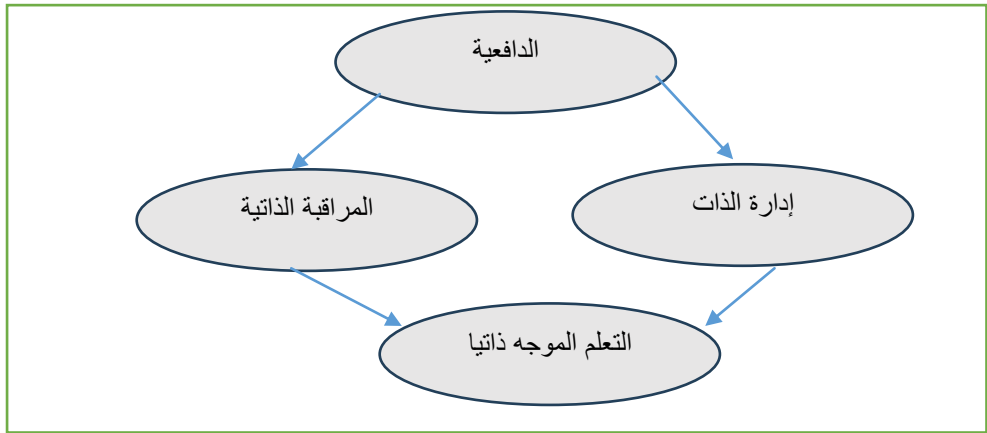 الدافعية
إدارة الذات
المراقبة الذاتية
التعلم الموجه ذاتيا